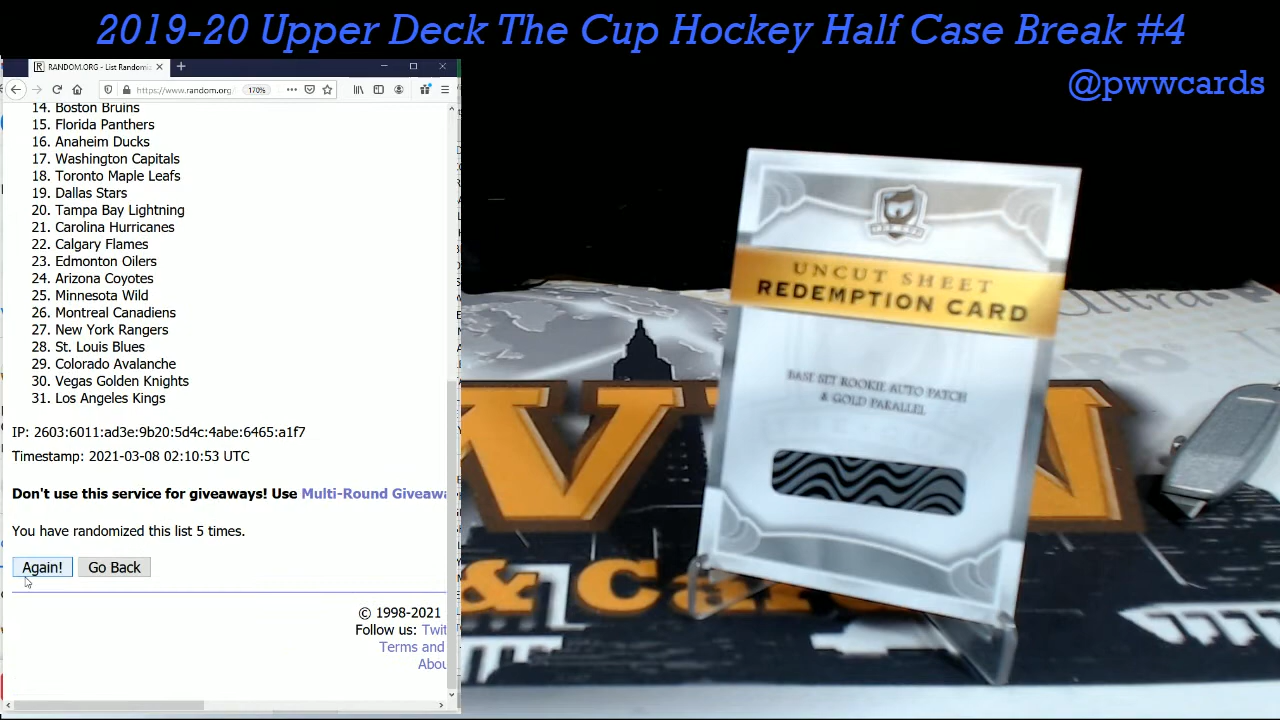 2019-20 Upper Deck The Cup Hockey Half Case Break #4
@pwwcards
RANDOM.ORG - List Randomi
https://www.random.org/
170%
14. Boston Bruins
15. Florida Panthers
16. Anaheim Ducks
17. Washington Capitals
18. Toronto Maple Leafs
19. Dallas Stars
20. Tampa Bay Lightning
21. Carolina Hurricanes
22. Calgary Flames
23. Edmonton Oilers
24. Arizona Coyotes
25. Minnesota Wild
26. Montreal Canadiens
27. New York Rangers
28. St. Louis Blues
29. Colorado Avalanche
30. Vegas Golden Knights
31. Los Angeles Kings
IP: 2603:6011:ad3e:9b20:5d4c:4abe:6465:a1f7
Timestamp: 2021-03-08 02:10:53 UTC
Don't use this service for giveaways! Use Multi-Round Giveawa
You have randomized this list 5 times.
Again! Go Back
© 1998-2021
Follow us: Twit
Terms and
Abou
UNCUT SHEET
REDEMPTION CARD
BASE SET ROOKIE AUTO PATCH
& GOLD PARALLEL
Ultra
& Car